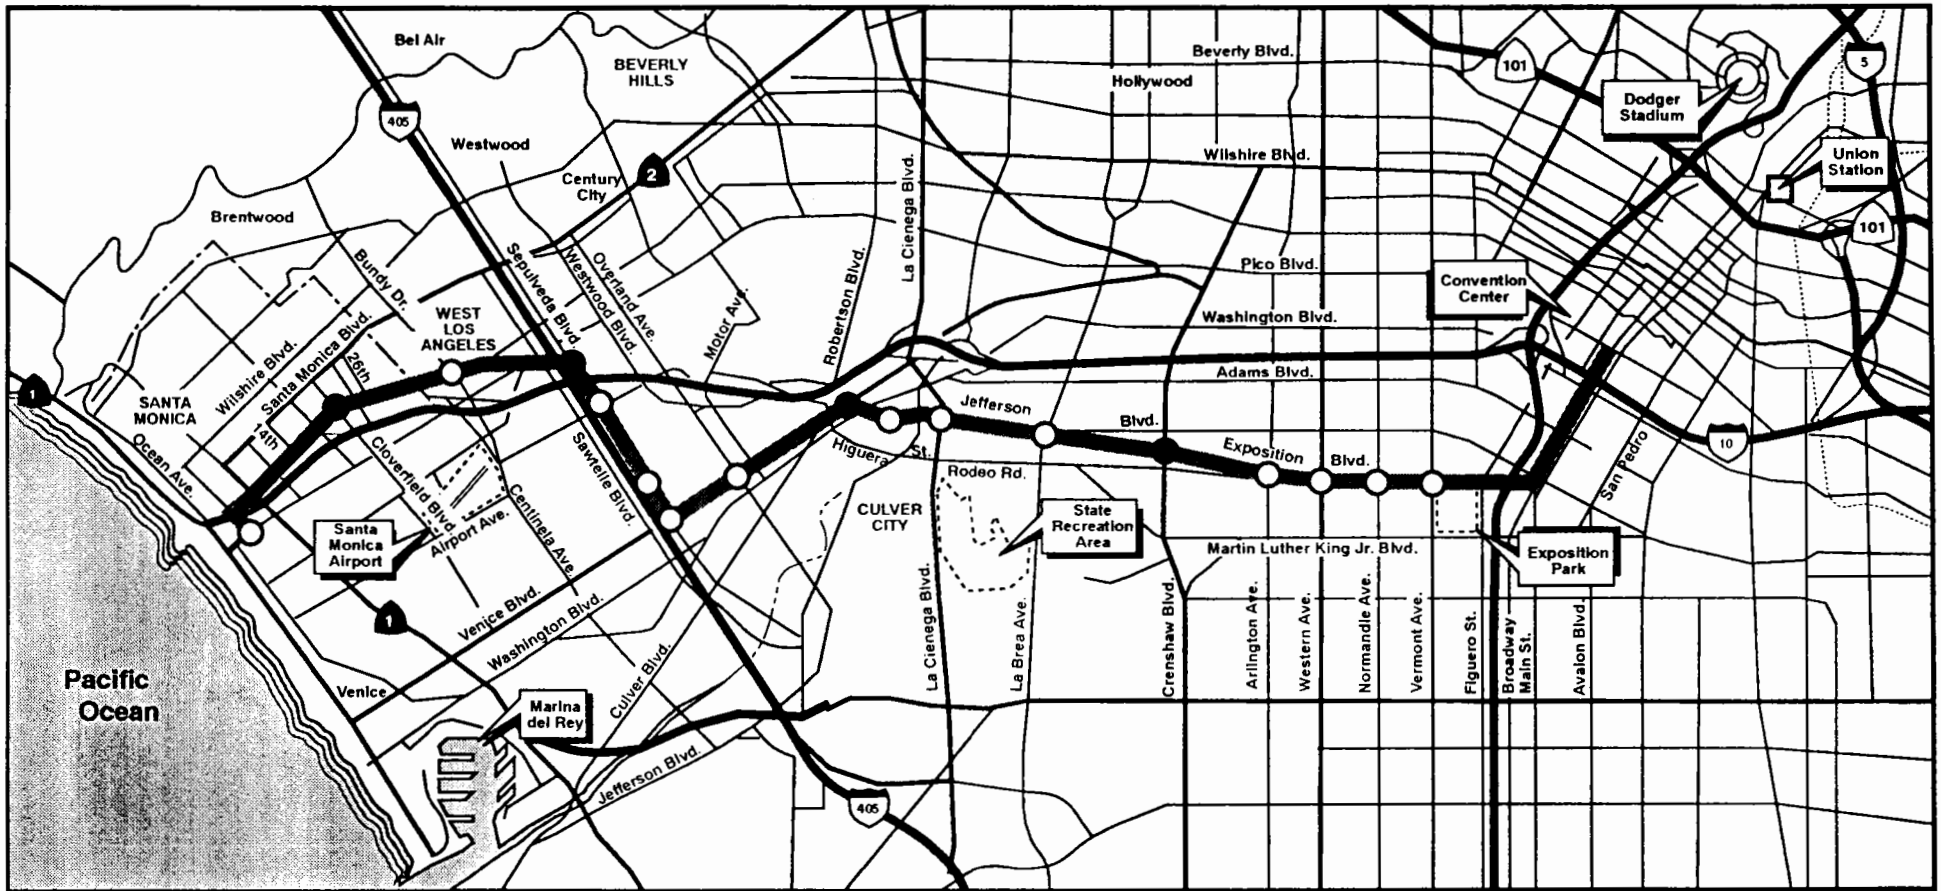 Bel Air
BEVERLY
HILLS
Beverly Blvd.
Hollywood
101
5
Dodger
Stadium
405
Westwood
Century
City
2
Wilshire Blvd.
Union
Station
Brentwood
La Cienega Blvd.
101
Bundy Dr.
Sepulveda Blvd.
Westwood Blvd.
Overland Ave.
Motor Ave.
Robertson Blvd.
Pico Blvd.
Convention
Center
Washington Blvd.
WEST
LOS
ANGELES
Wilshire Blvd.
Santa Monica Blvd.
26th
Adams Blvd.
1
SANTA
MONICA
14th
Ocean Ave.
Jefferson
Blvd.
Exposition
Blvd.
10
Cloverfield Blvd.
Sawtelle Blvd.
Higuera
St.
Rodeo Rd.
San Pedro
CULVER
CITY
Centinela Ave.
Airport Ave.
Santa
Monica
Airport
State
Recreation
Area
Martin Luther King Jr. Blvd.
Exposition
Park
1
Venice Blvd.
Washington Blvd.
Culver Blvd.
La Cienega Blvd.
La Brea Ave.
Crenshaw Blvd.
Arlington Ave.
Western Ave.
Normandie Ave.
Vermont Ave.
Figuero St.
Broadway
Main St.
Avalon Blvd.
Pacific
Ocean
Venice
Marina
del Rey
Jefferson Blvd.
405